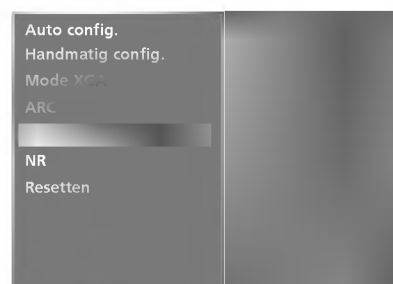 Auto config.
Handmatig config.
Mode XGA
ARC
NR
Resetten